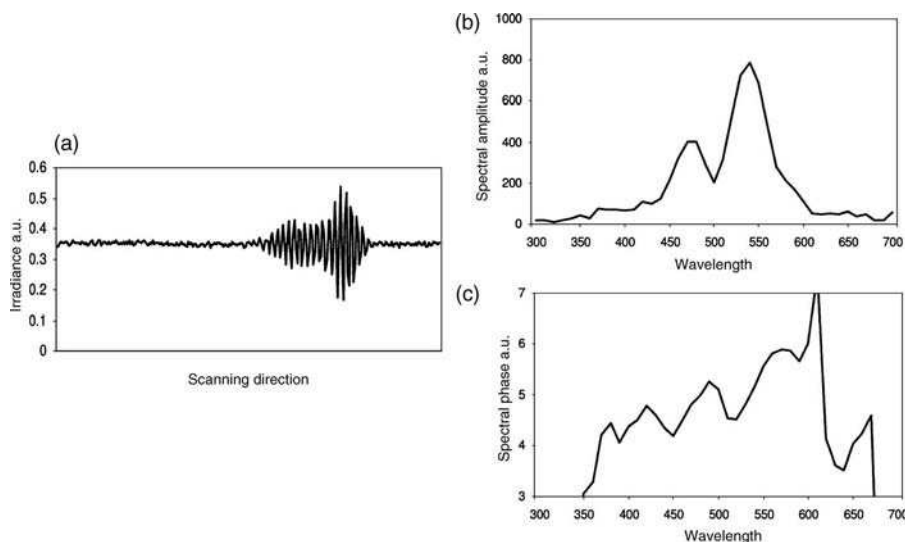 (a)
Irradiance a.u.
0.6
0.5
0.4
0.3
0.2
0.1
0
Scanning direction
(b)
Spectral amplitude a.u.
1000
800
600
400
200
0
300 350 400 450 500 550 600 650 700
Wavelength
(c)
Spectral phase a.u.
7
6
5
4
3
300 350 400 450 500 550 600 650 700
Wavelength